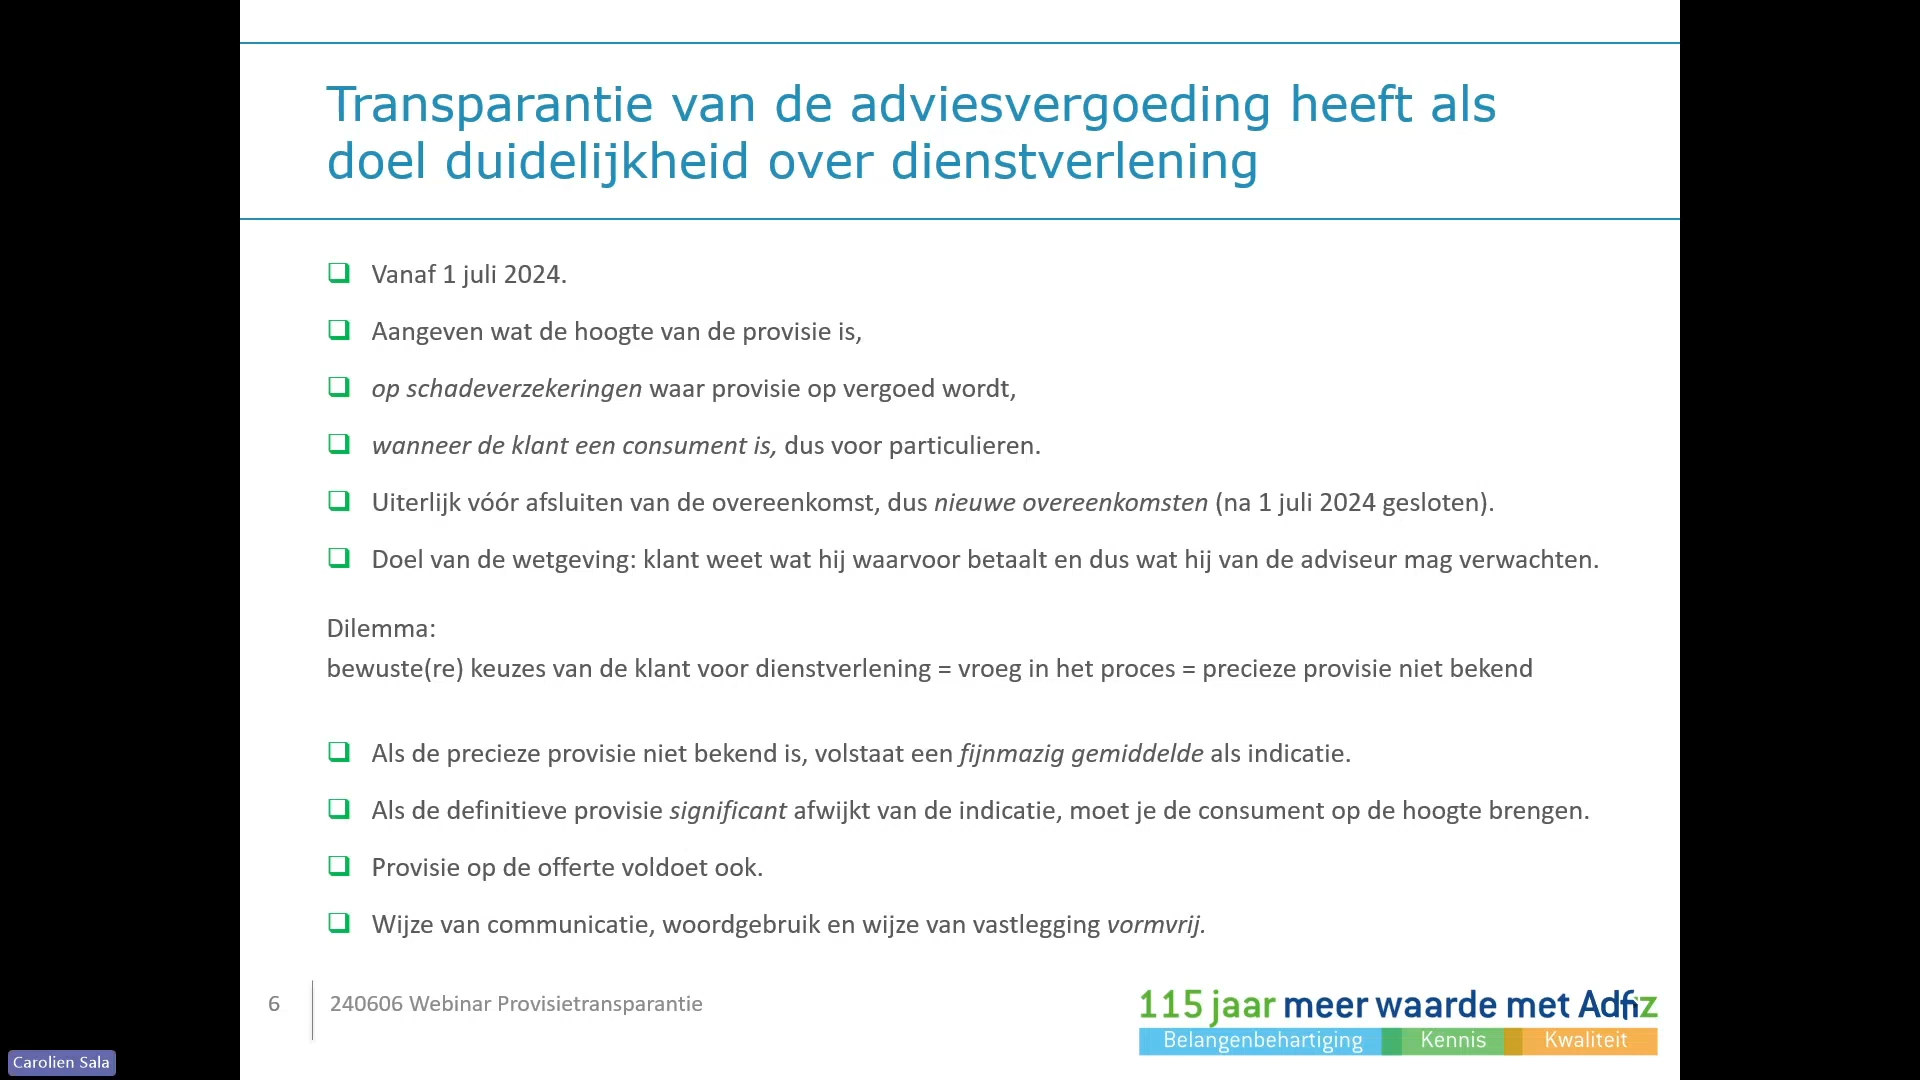 Transparantie van de adviesvergoeding heeft als
doel duidelijkheid over dienstverlening
Vanaf 1 juli 2024.
Aangeven wat de hoogte van de provisie is,
op schadeverzekeringen waar provisie op vergoed wordt,
wanneer de klant een consument is, dus voor particulieren.
Uiterlijk vóór afsluiten van de overeenkomst, dus nieuwe overeenkomsten (na 1 juli 2024 gesloten).
Doel van de wetgeving: klant weet wat hij waarvoor betaalt en dus wat hij van de adviseur mag verwachten.
Dilemma:
bewuste(re) keuzes van de klant voor dienstverlening = vroeg in het proces = precieze provisie niet bekend
Als de precieze provisie niet bekend is, volstaat een fijnmazig gemiddelde als indicatie.
Als de definitieve provisie significant afwijkt van de indicatie, moet je de consument op de hoogte brengen.
Provisie op de offerte voldoet ook.
Wijze van communicatie, woordgebruik en wijze van vastlegging vormvrij.
6
240606 Webinar Provisietransparantie
115 jaar meer waarde met Adfiz
Belangenbehartiging Kennis Kwaliteit
Carolien Sala